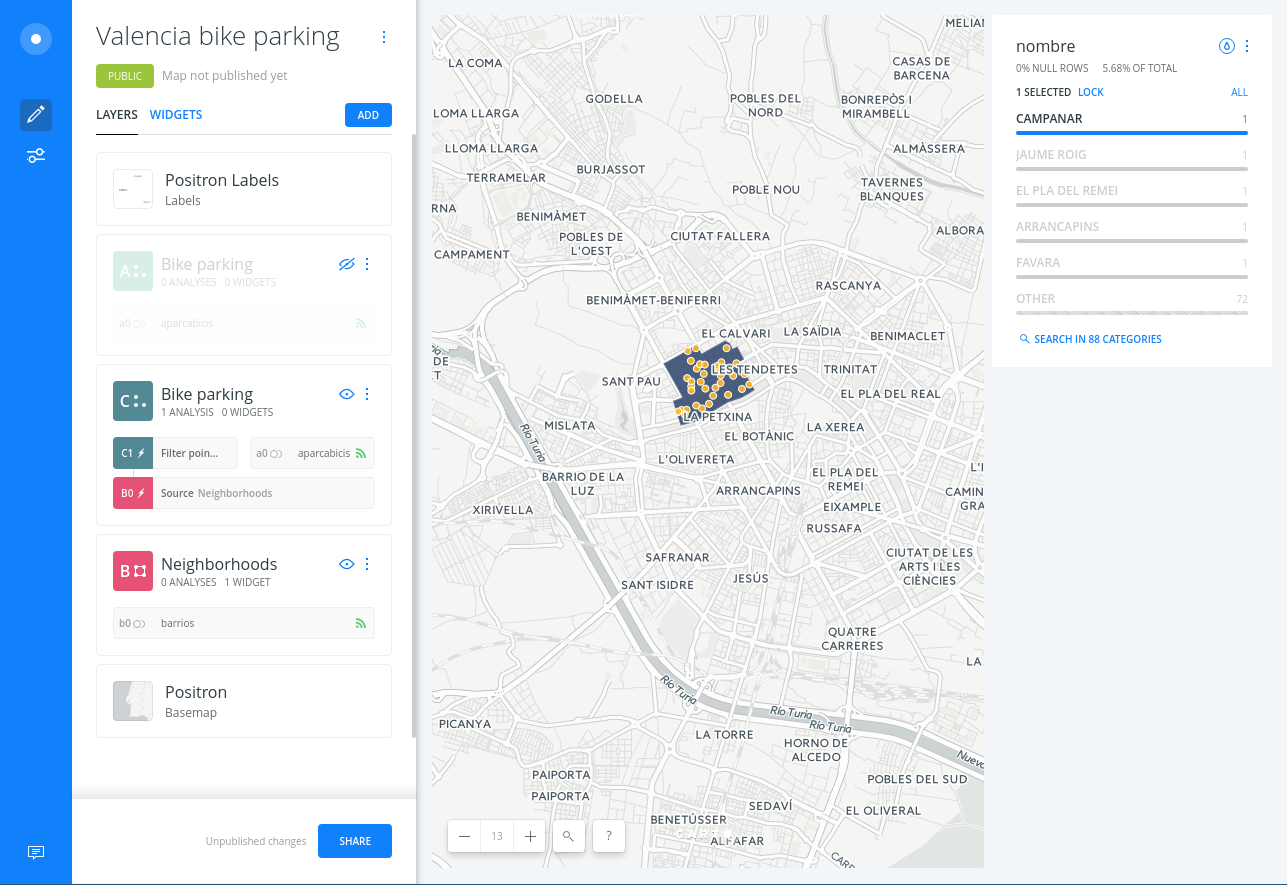 Valencia bike parking
PUBLIC Map not published yet
LAYERS WIDGETS ADD
Positron Labels
Labels
A Bike parking
0 ANALYSES 0 WIDGETS
a0 aparcabicis
C Bike parking
1 ANALYSIS 0 WIDGETS
C1 Filter poin... a0 aparcabicis
B0 Source Neighborhoods
B Neighborhoods
0 ANALYSES 1 WIDGET
b0 barrios
Positron
Basemap
Unpublished changes SHARE
MELIAN
LA COMA
CASAS DE
BARCENA
GODELLA
POBLES DEL
NORD
BONREPÒS I
MIRAMBELL
LLOMA LLARGA
LLOMA LLARGA
ALMÀSSERA
BURJASSOT
TERRAMELAR
POBLE NOU
TAVERNES
BLANQUES
RNA
BENIMÀMET
POBLES DE
L'OEST
CIUTAT FALLERA
ALBORA
CAMPAMENT
RASCANYA
BENIMÀMET-BENIFERRI
EL CALVARI
LA SAÏDIA
BENIMACLET
DE
T
LES TENDETES
TRINITAT
SANT PAU
EL PLA DEL REAL
LA PETXINA
MISLATA
LA XEREA
EL BOTÀNIC
Río Turia
L'OLIVERETA
BARRIO DE LA
LUZ
EL PLA DEL
REMEI
L'I
ARRANCAPINS
CAMIN
GRA
XIRIVELLA
EIXAMPLE
RUSSAFA
SAFRANAR
CIUTAT DE LES
ARTS I LES
CIÈNCIES
SANT ISIDRE
JESÚS
QUATRE
CARRERES
LA
Río Turia
Río Turia
Río Turia
PICANYA
LA TORRE
HORNO DE
ALCEDO
Nuevo
PAIPORTA
PAIPORTA
POBLES DEL SUD
SEDAVÍ
EL OLIVERAL
BENETÚSSER
ALFAFAR
CARR
− 13 + ?
nombre
0% NULL ROWS 5.68% OF TOTAL
1 SELECTED LOCK ALL
CAMPANAR 1
JAUME ROIG 1
EL PLA DEL REMEI 1
ARRANCAPINS 1
FAVARA 1
OTHER 72
SEARCH IN 88 CATEGORIES